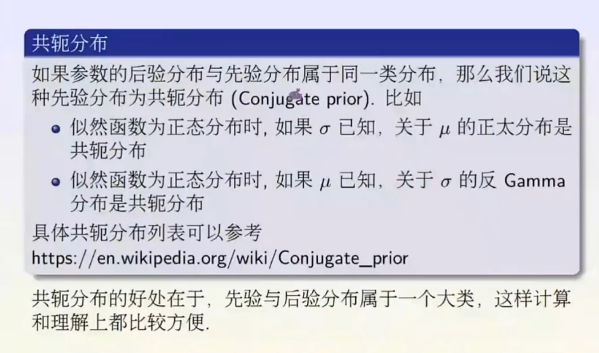 共轭分布
如果参数的后验分布与先验分布属于同一类分布，那么我们说这
种先验分布为共轭分布 (Conjugate prior). 比如
似然函数为正态分布时, 如果 σ 已知，关于 μ 的正太分布是
共轭分布
似然函数为正态分布时, 如果 μ 已知，关于 σ 的反 Gamma
分布是共轭分布
具体共轭分布列表可以参考
https://en.wikipedia.org/wiki/Conjugate_prior
共轭分布的好处在于，先验与后验分布属于一个大类，这样计算
和理解上都比较方便.